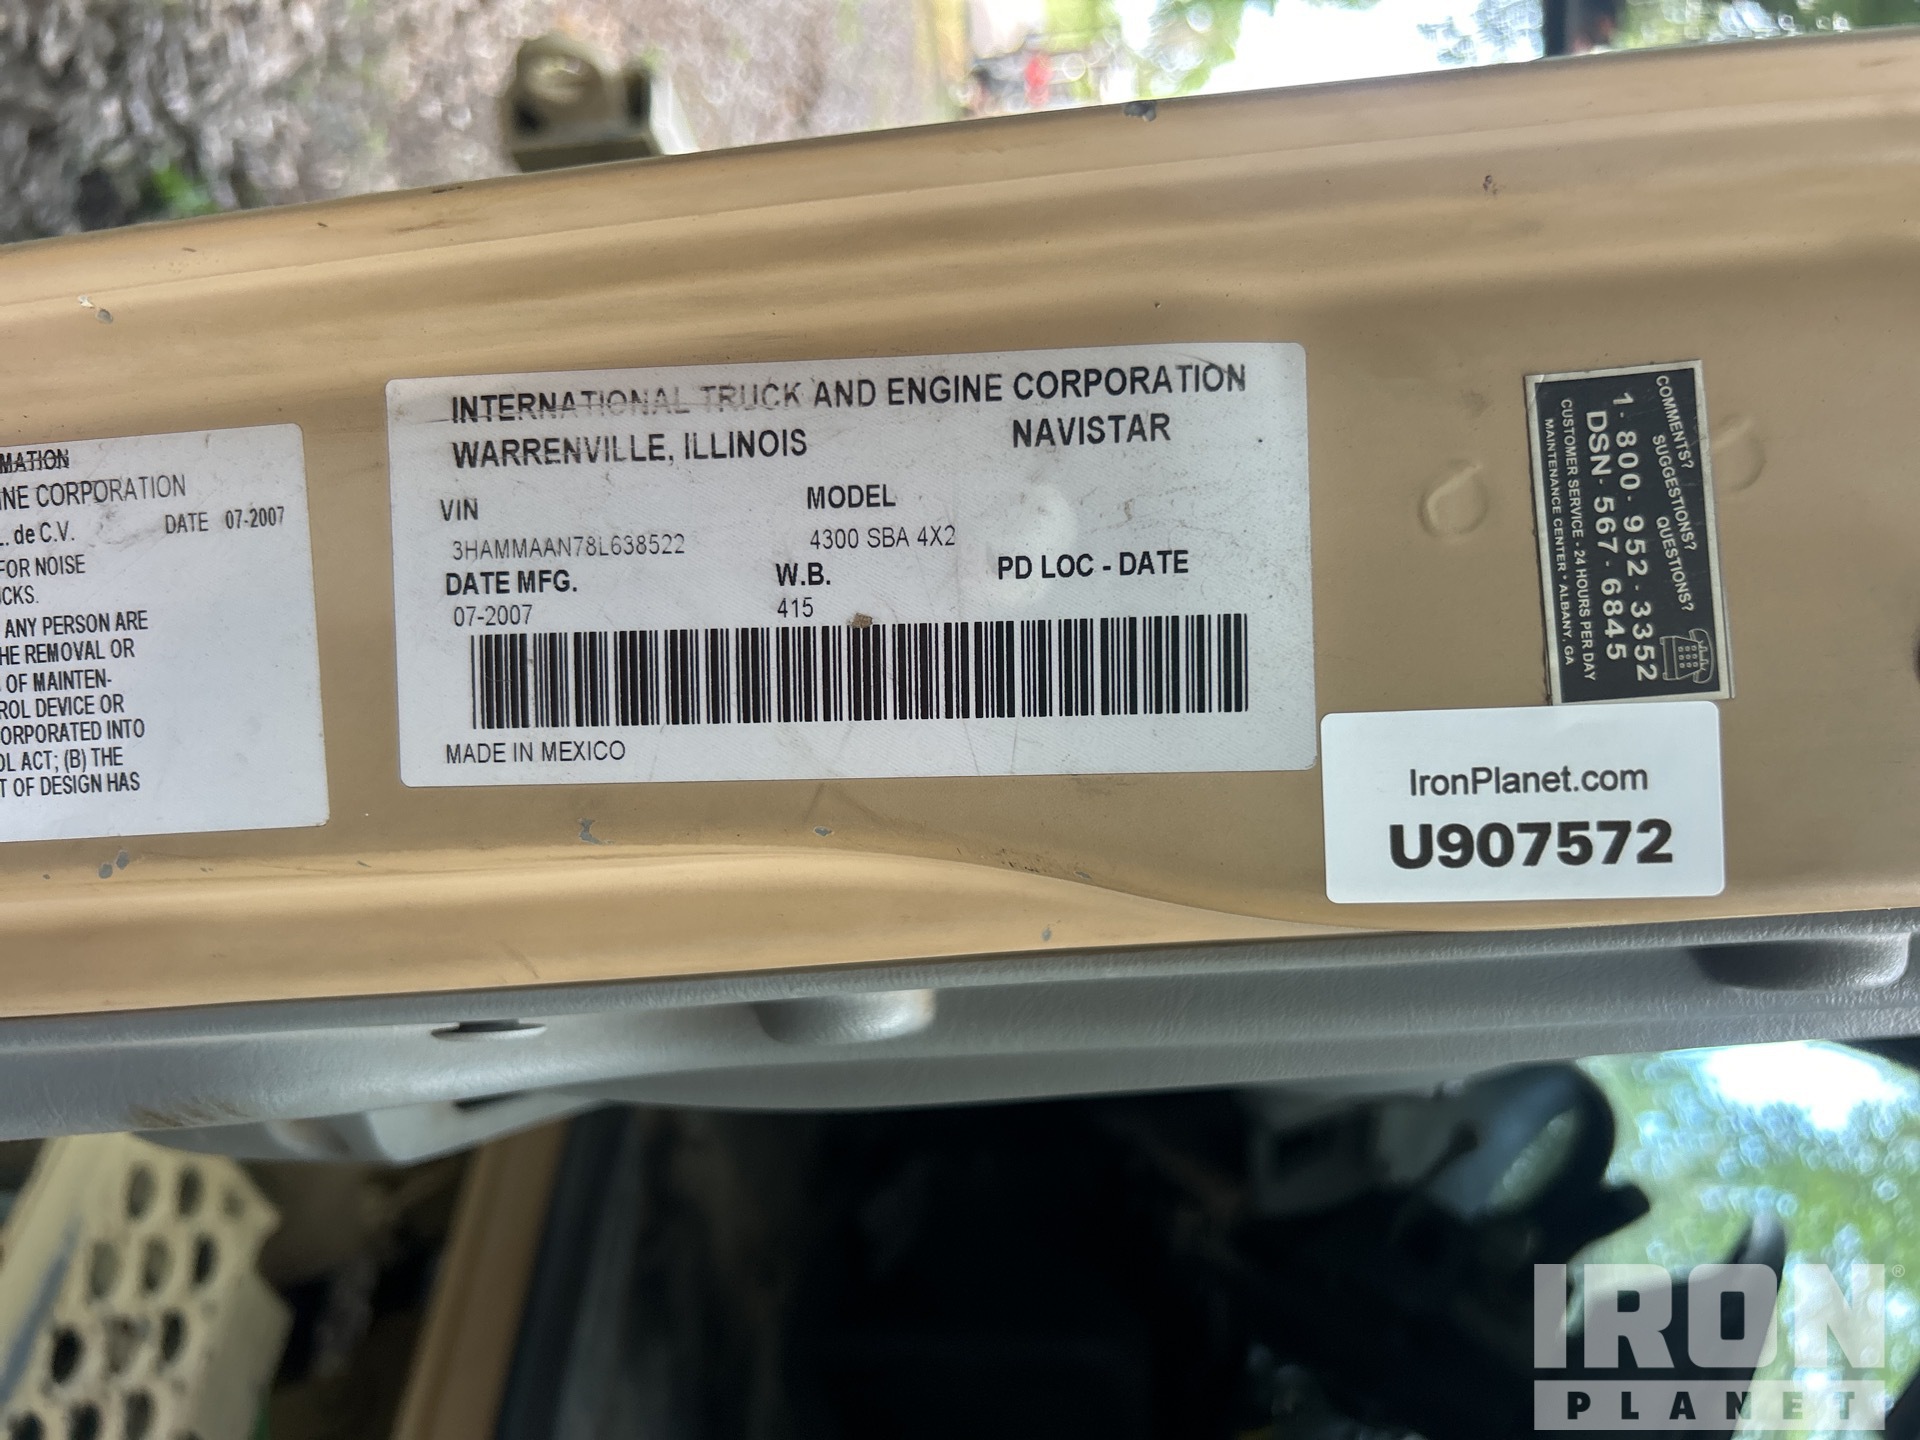 MATION
INE CORPORATION
. de C.V.
DATE 07-2007
FOR NOISE
CKS.
ANY PERSON ARE
HE REMOVAL OR
OF MAINTEN-
ROL DEVICE OR
ORPORATED INTO
OL ACT; (B) THE
T OF DESIGN HAS
INTERNATIONAL TRUCK AND ENGINE CORPORATION
WARRENVILLE, ILLINOIS NAVISTAR
VIN MODEL
3HAMMAAN78L638522 4300 SBA 4X2
DATE MFG. W.B. PD LOC - DATE
07-2007 415
MADE IN MEXICO
COMMENTS?
SUGGESTIONS?
QUESTIONS?
1-800-952-3352
DSN-567-6845
CUSTOMER SERVICE - 24 HOURS PER DAY
MAINTENANCE CENTER * ALBANY, GA
IronPlanet.com
U907572
IRON®
PLANET